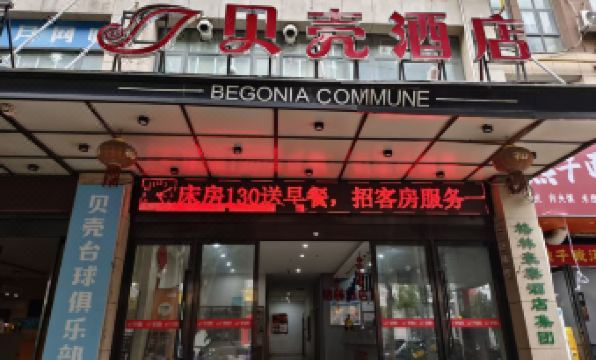 贝壳酒店
BEGONIA COMMUNE
床房130送早餐，招客房服务一
贝壳台球俱乐部
格林豪泰酒店集团